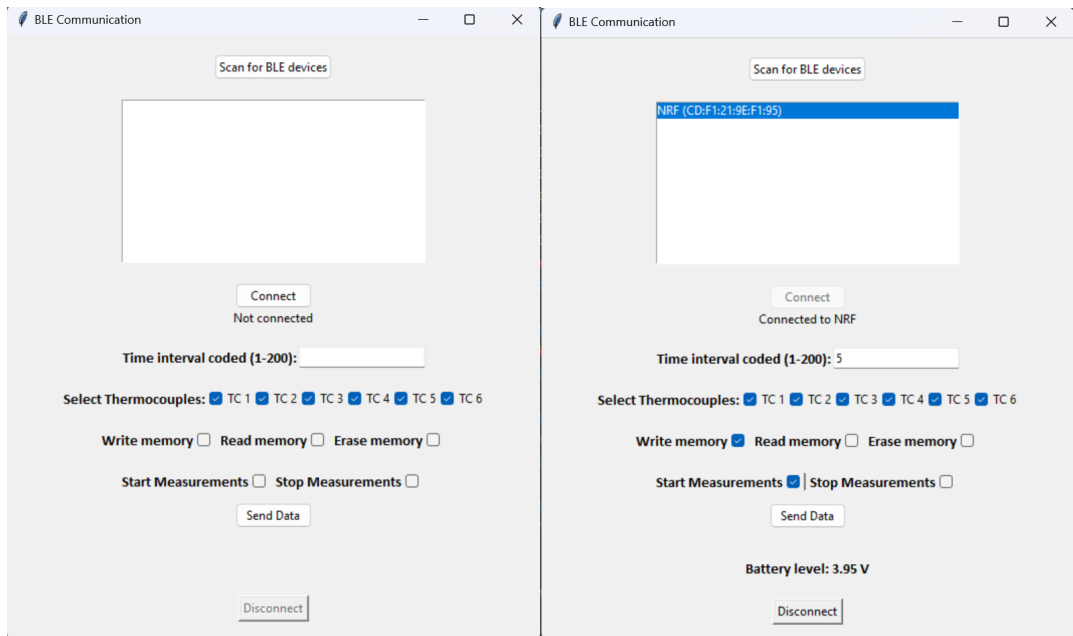 BLE Communication
Scan for BLE devices
Connect
Not connected
Time interval coded (1-200):
Select Thermocouples: TC 1 TC 2 TC 3 TC 4 TC 5 TC 6
Write memory Read memory Erase memory
Start Measurements Stop Measurements
Send Data
Disconnect
BLE Communication
Scan for BLE devices
NRF (CD:F1:21:9E:F1:95)
Connect
Connected to NRF
Time interval coded (1-200): 5
Select Thermocouples: TC 1 TC 2 TC 3 TC 4 TC 5 TC 6
Write memory Read memory Erase memory
Start Measurements Stop Measurements
Send Data
Battery level: 3.95 V
Disconnect